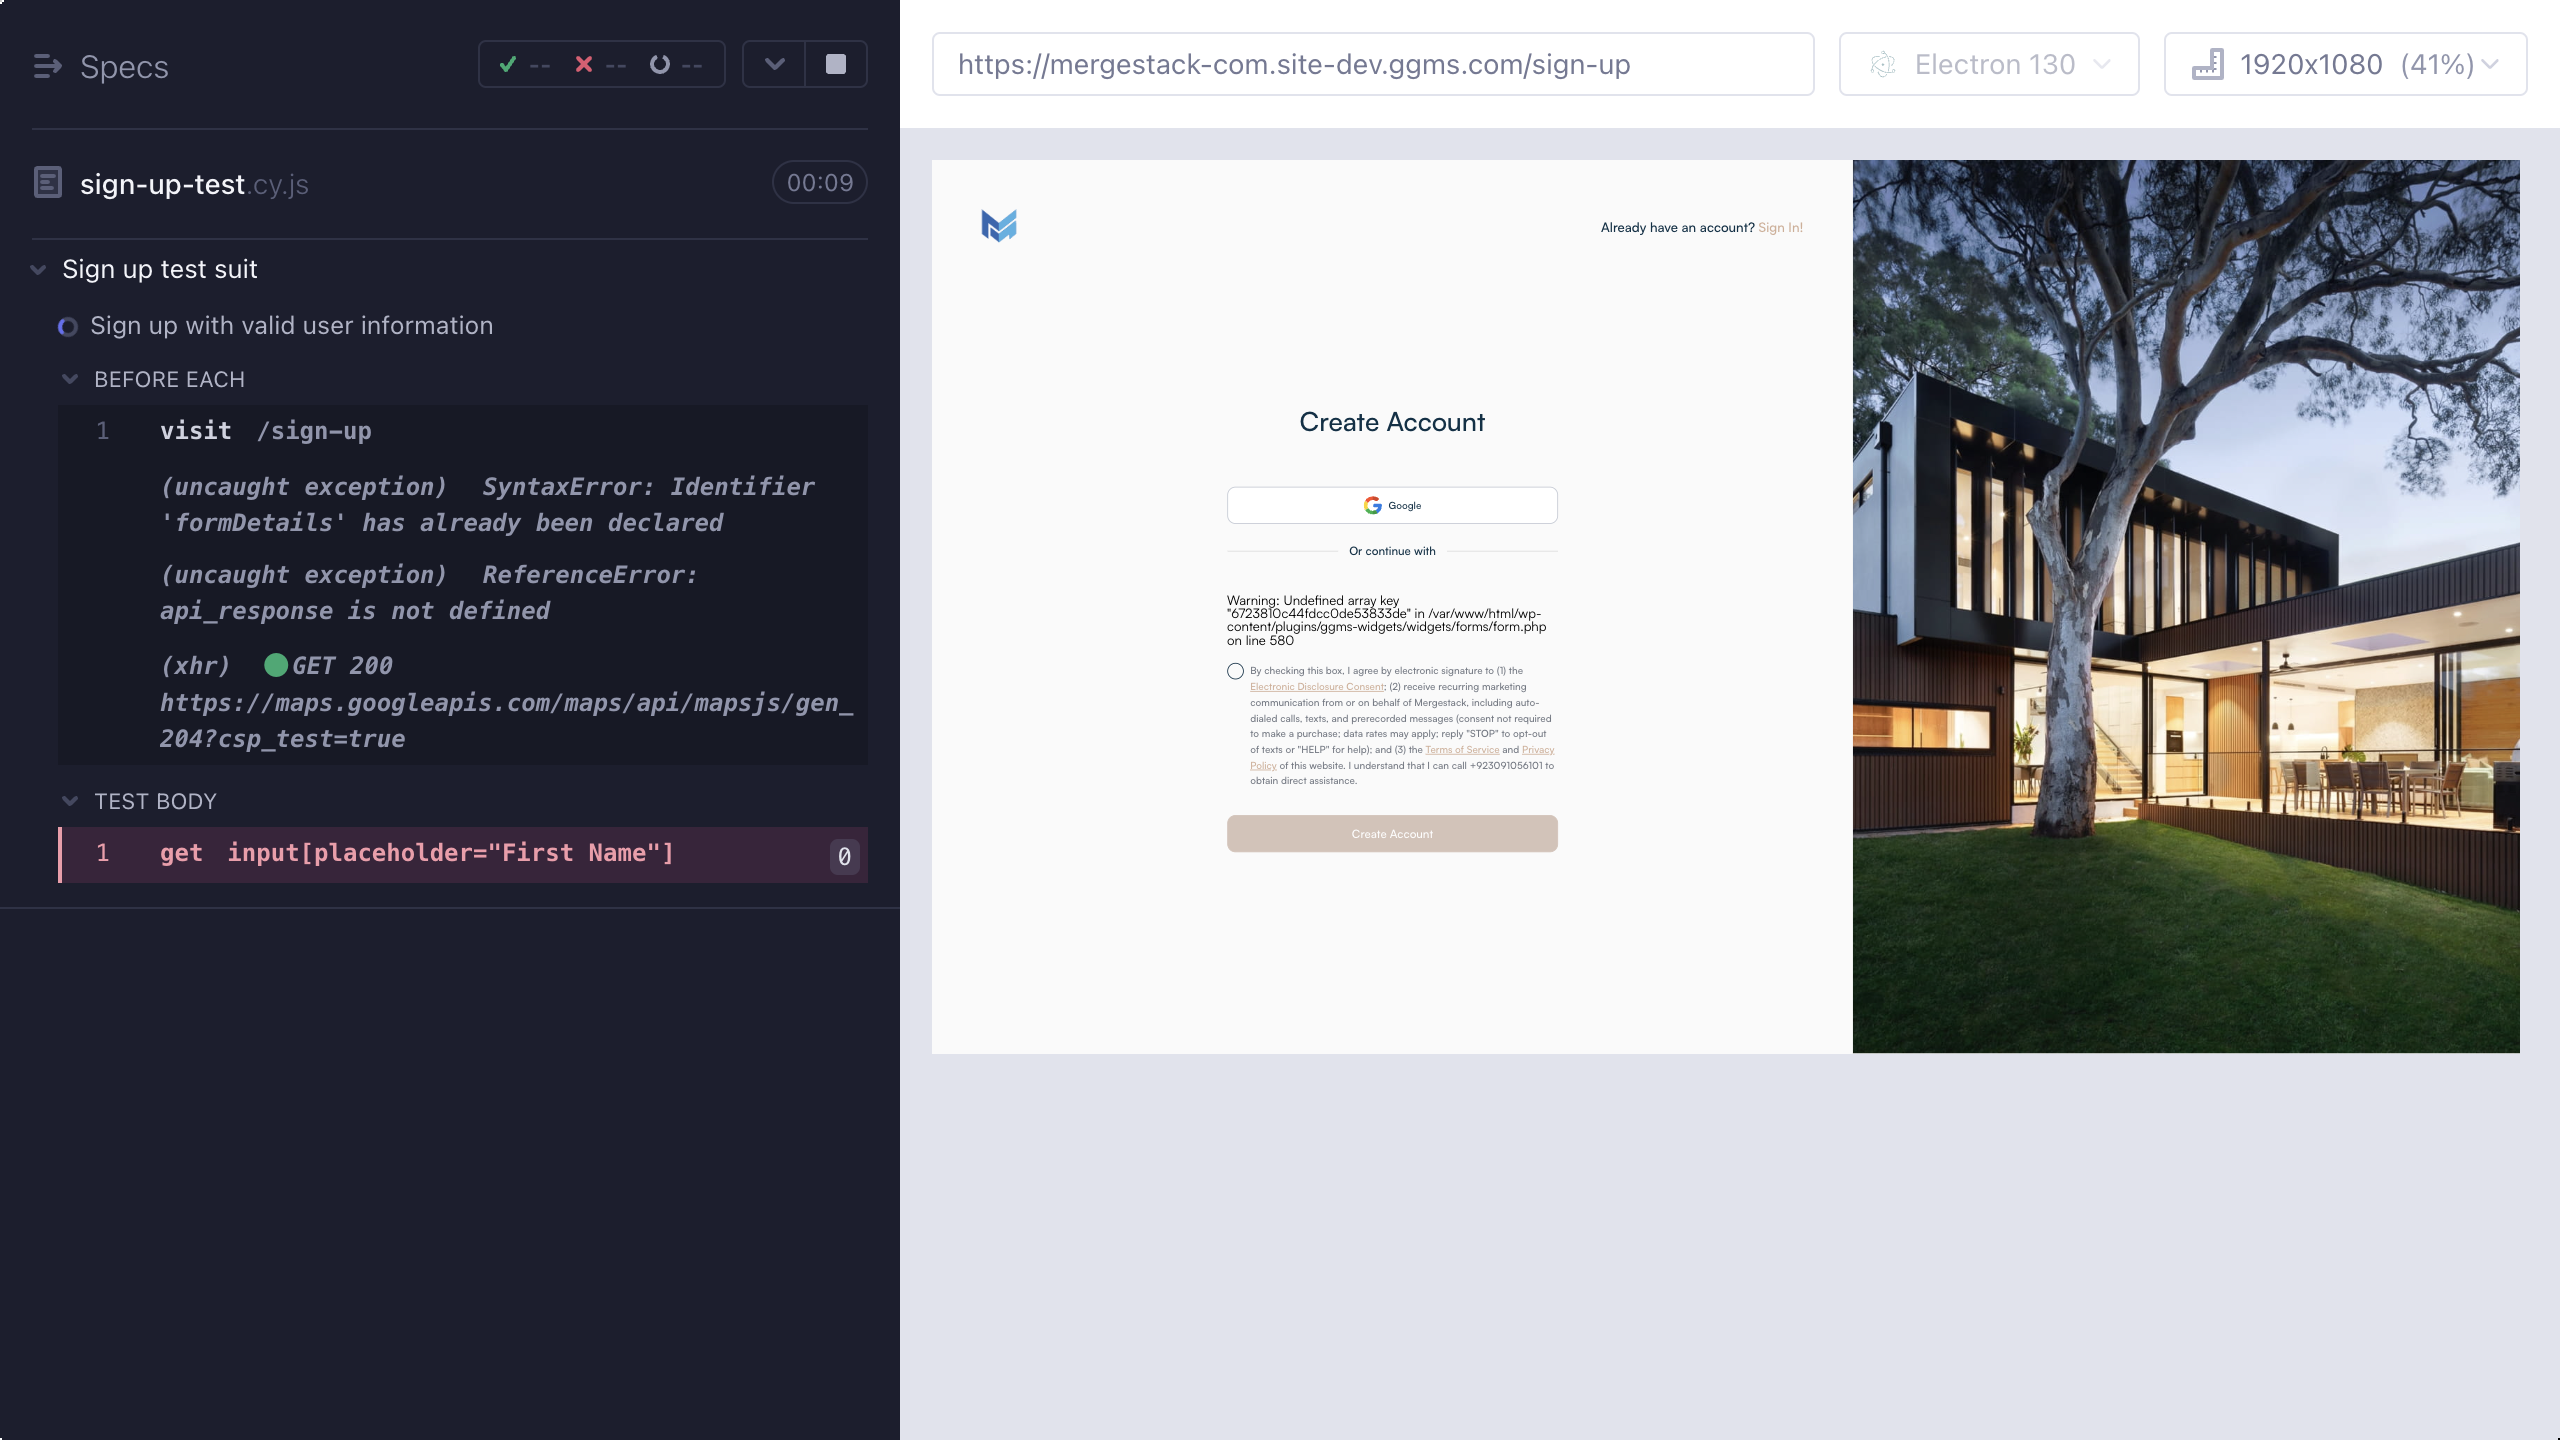 Specs
--
--
--
sign-up-test.cy.js
00:09
Sign up test suit
Sign up with valid user information
BEFORE EACH
1 visit /sign-up
(uncaught exception) SyntaxError: Identifier
'formDetails' has already been declared
(uncaught exception) ReferenceError:
api_response is not defined
(xhr) GET 200
https://maps.googleapis.com/maps/api/mapsjs/gen_
204?csp_test=true
TEST BODY
1 get input[placeholder="First Name"] 0
https://mergestack-com.site-dev.ggms.com/sign-up
Electron 130
1920x1080 (41%)
Already have an account? Sign In!
Create Account
Google
Or continue with
Warning: Undefined array key
"6723810c44fdcc0de53833de" in /var/www/html/wp-
content/plugins/ggms-widgets/widgets/forms/form.php
on line 580
By checking this box, I agree by electronic signature to (1) the
Electronic Disclosure Consent; (2) receive recurring marketing
communication from or on behalf of Mergestack, including auto-
dialed calls, texts, and prerecorded messages (consent not required
to make a purchase; data rates may apply; reply "STOP" to opt-out
of texts or "HELP" for help); and (3) the Terms of Service and Privacy
Policy of this website. I understand that I can call +923091056101 to
obtain direct assistance.
Create Account